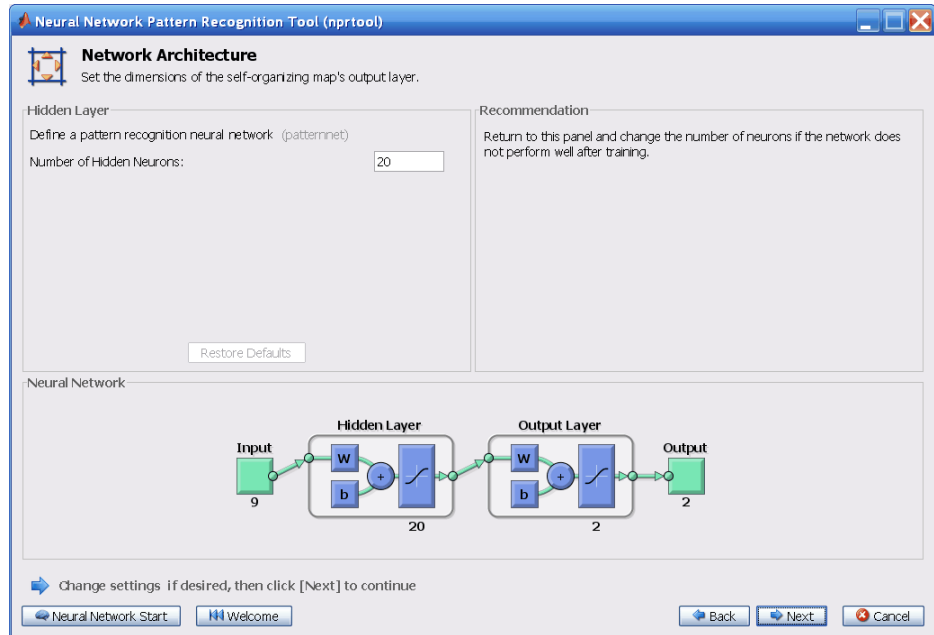 Neural Network Pattern Recognition Tool (nprtool)
Network Architecture
Set the dimensions of the self-organizing map's output layer.
Hidden Layer
Define a pattern recognition neural network (patternnet)
Number of Hidden Neurons: 20
Restore Defaults
Recommendation
Return to this panel and change the number of neurons if the network does
not perform well after training.
Neural Network
Hidden Layer
Output Layer
Input
Output
W
b
+
W
b
+
9
20
2
2
Change settings if desired, then click [Next] to continue
Neural Network Start
Welcome
Back
Next
Cancel